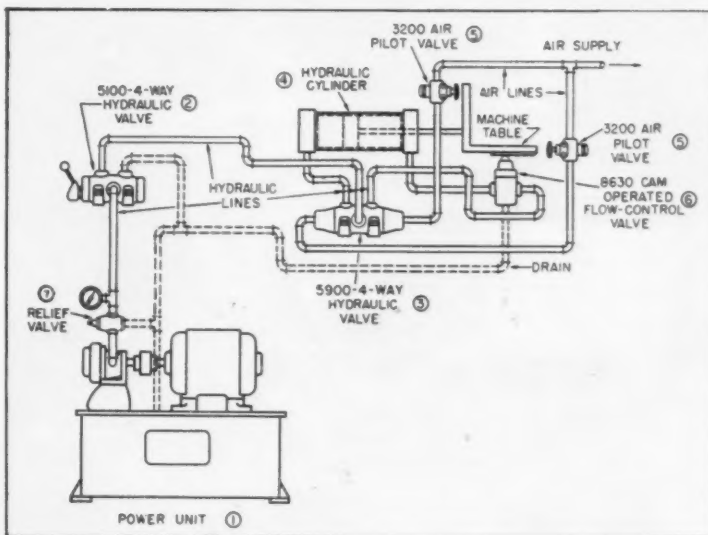 3200 AIR
PILOT VALVE ⑤
AIR SUPPLY
④ HYDRAULIC
CYLINDER
AIR LINES
5100-4-WAY
HYDRAULIC ②
VALVE
MACHINE
TABLE
3200 AIR
PILOT
VALVE ⑤
HYDRAULIC
LINES
8630 CAM
OPERATED
FLOW-CONTROL
VALVE ⑥
DRAIN
⑦
RELIEF
VALVE
5900-4-WAY
HYDRAULIC ③
VALVE
POWER UNIT ①